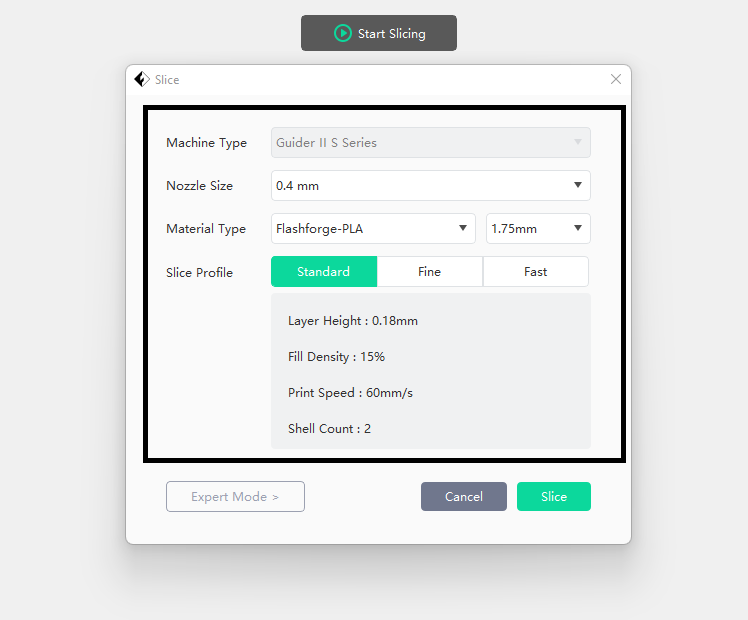 Start Slicing
Slice
Machine Type Guider II S Series
Nozzle Size 0.4 mm
Material Type Flashforge-PLA 1.75mm
Slice Profile Standard Fine Fast
Layer Height : 0.18mm
Fill Density : 15%
Print Speed : 60mm/s
Shell Count : 2
Expert Mode > Cancel Slice